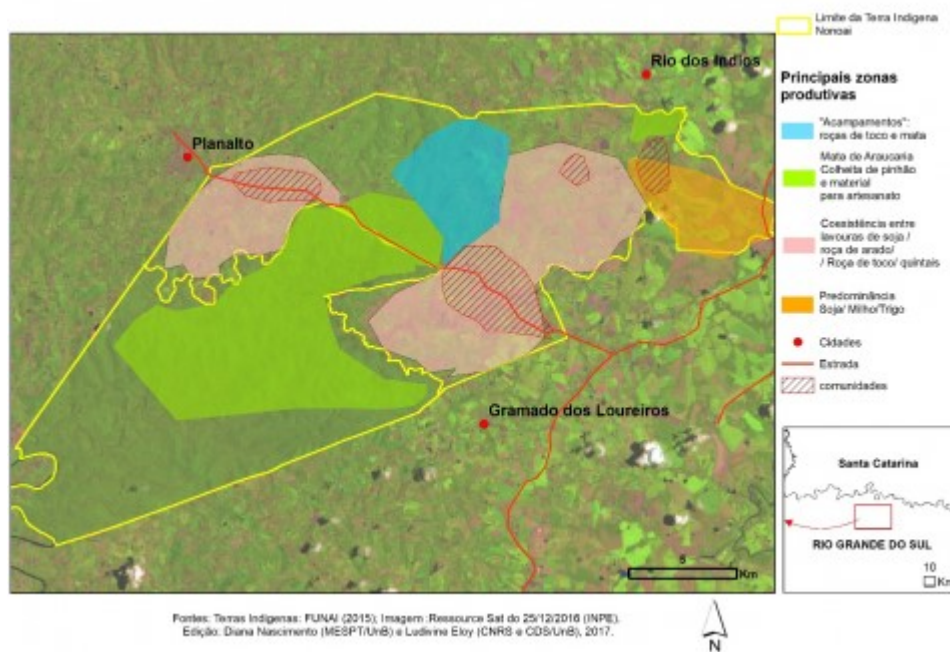 Limite da Terra Indígena
Nonoai
Principais zonas
produtivas
"Acampamentos":
roças de toco e mata
Mata de Araucaria
Colheita de pinhão
e material
para artesanato
Coexistência entre
lavouras de soja /
roça de arado/
/ Roça de toco/ quintais
Predominância
Soja/ Milho/Trigo
Cidades
Estrada
comunidades
Rio dos Indios
Planalto
Gramado dos Loureiros
5
Km
Santa Catarina
RIO GRANDE DO SUL
10
Km
Fontes: Terras Indígenas: FUNAI (2015); Imagem :Ressource Sat do 25/12/2016 (INPE).
Edição: Diana Nascimento (MESPT/UnB) e Ludivine Eloy (CNRS e CDS/UnB), 2017.
N